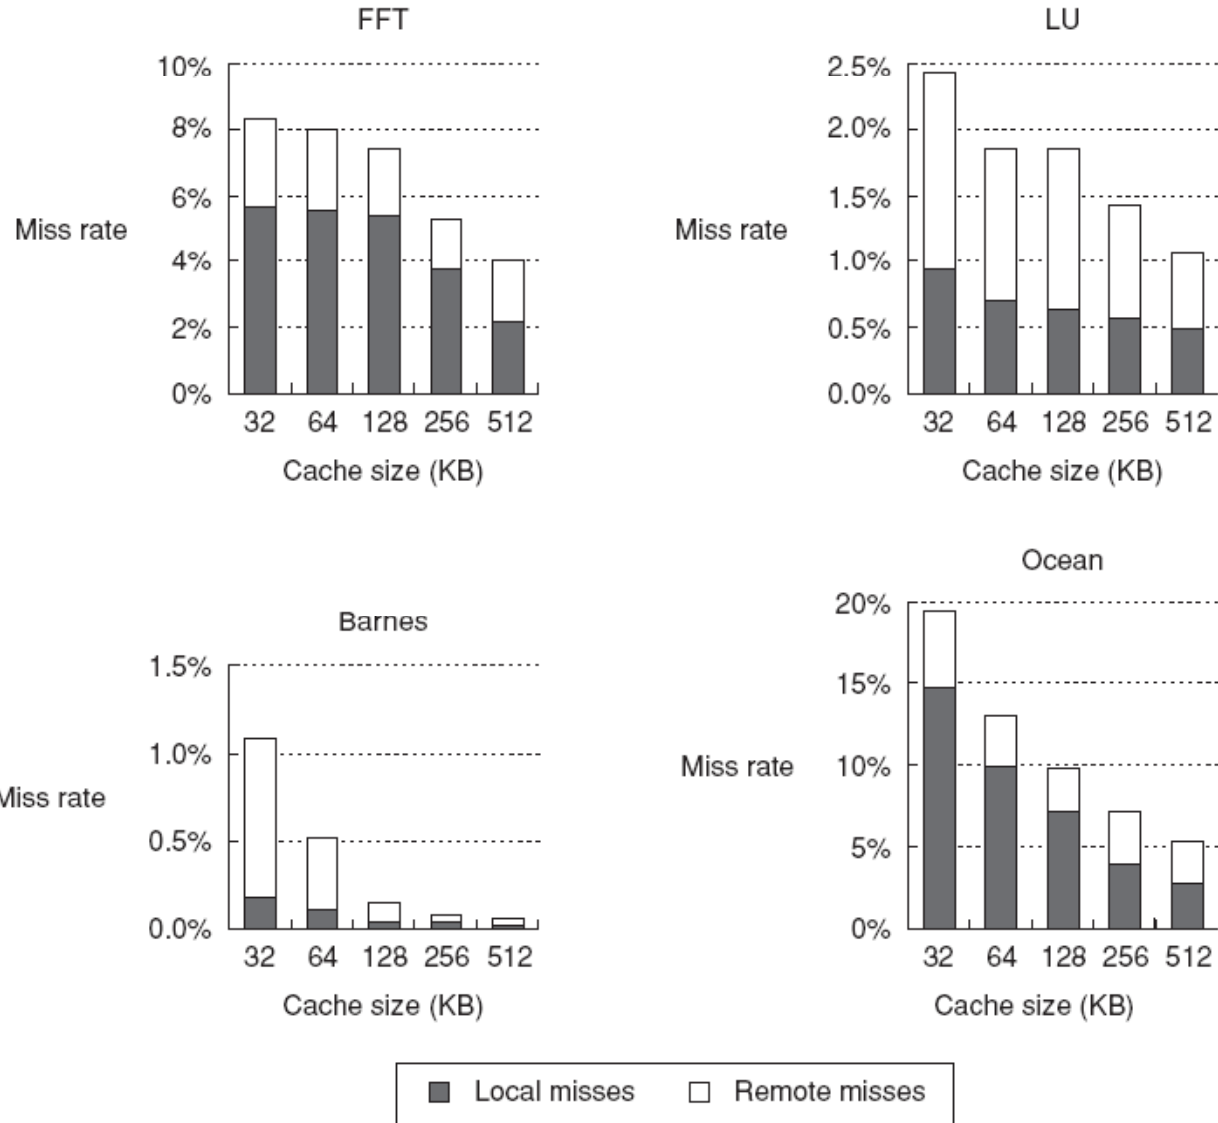 FFT
10%
8%
6%
4%
2%
0%
Miss rate
32 64 128 256 512
Cache size (KB)
LU
2.5%
2.0%
1.5%
1.0%
0.5%
0.0%
Miss rate
32 64 128 256 512
Cache size (KB)
Barnes
1.5%
1.0%
0.5%
0.0%
Miss rate
32 64 128 256 512
Cache size (KB)
Ocean
20%
15%
10%
5%
0%
Miss rate
32 64 128 256 512
Cache size (KB)
Local misses Remote misses